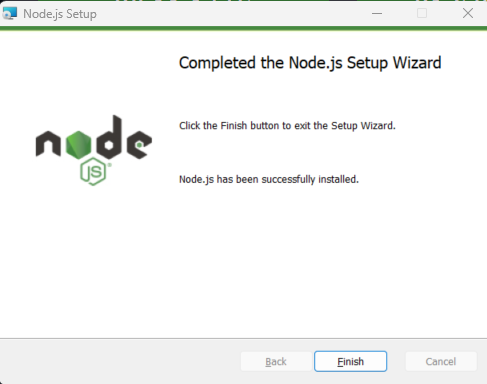 Node.js Setup
Completed the Node.js Setup Wizard
Click the Finish button to exit the Setup Wizard.
node
JS
Node.js has been successfully installed.
Back
Finish
Cancel